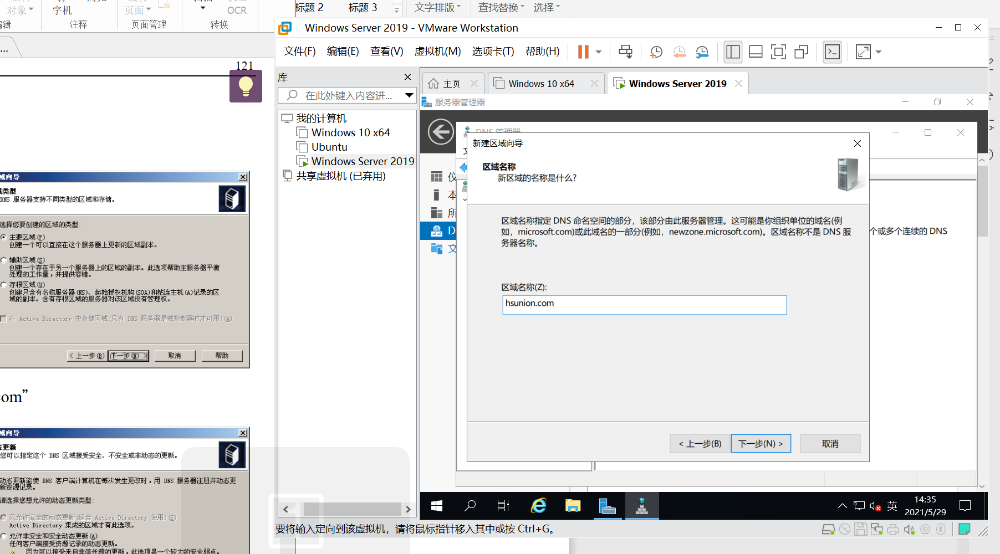 对象
字机
页面
OCR
注释
页面管理
转换
标题 2
标题 3
文字排版
查找替换
选择
...
121
域向导
DNS 服务器支持不同类型的区域和存储。
选择您要创建的区域的类型:
主要区域(P)
创建一个可以直接在这个服务器上更新的区域副本。
辅助区域(S)
创建一个存在于另一个服务器上的区域的副本。此选项帮助主服务器平衡
处理的工作量，并提供容错。
存根区域(U)
创建只含有名称服务器(NS)、起始授权机构(SOA)和粘连主机(A)记录的区
域的副本。含有存根区域的服务器对该区域没有管理权。
在 Active Directory 中存储区域(只有 DNS 服务器是域控制器时才可用)(A)
< 上一步(B)
下一步(N) >
取消
帮助
com”
域向导
您可以指定这个 DNS 区域接受安全、不安全或非动态的更新。
动态更新能使 DNS 客户端计算机在每次发生更改时，用 DNS 服务器注册并动态更
新资源记录。
请选择您想允许的动态更新类型:
只允许安全的动态更新(适合 Active Directory 使用)(S)
Active Directory 集成的区域才有此选项。
允许非安全和安全动态更新(A)
任何客户端接受资源记录的动态更新。
因为可以接受来自非信任源的更新，此选项是一个较大的安全弱点。
Windows Server 2019 - VMware Workstation
文件(F)
编辑(E)
查看(V)
虚拟机(M)
选项卡(T)
帮助(H)
库
在此处键入内容进...
我的计算机
Windows 10 x64
Ubuntu
Windows Server 2019
共享虚拟机 (已弃用)
主页
Windows 10 x64
Windows Server 2019
服务器管理器
DNS 管理器
仪
本
所
D
文
新建区域向导
区域名称
新区域的名称是什么?
区域名称指定 DNS 命名空间的部分，该部分由此服务器管理。这可能是你组织单位的域名(例
如，microsoft.com)或此域名的一部分(例如，newzone.microsoft.com)。区域名称不是 DNS 服
务器名称。
个或多个连续的 DNS
区域名称(Z):
hsunion.com
< 上一步(B)
下一步(N) >
取消
英
14:35
2021/5/29
要将输入定向到该虚拟机，请将鼠标指针移入其中或按 Ctrl+G。